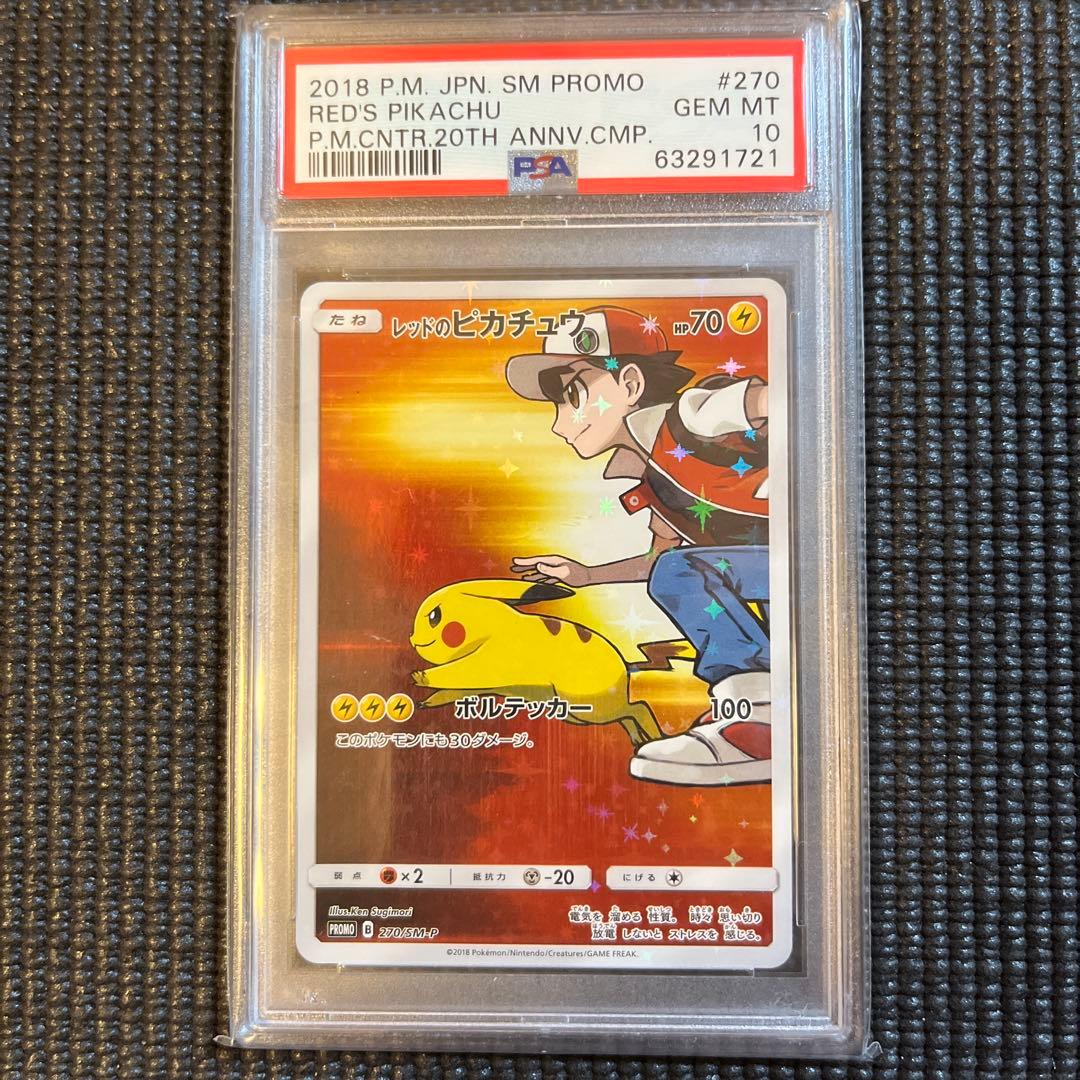 2018 P.M. JPN. SM PROMO #270
RED'S PIKACHU GEM MT
P.M.CNTR.20TH ANNV.CMP. 10
PSA 63291721
たね レッドのピカチュウ HP70
ボルテッカー 100
このポケモンにも30ダメージ。
弱点 ×2 抵抗力 -20 にげる
Illus.Ken Sugimori
電気を 溜める 性質。 時々 思い切り
放電 しないと ストレスを 感じる。
PROMO B 270/SM-P
©2018 Pokémon/Nintendo/Creatures/GAME FREAK.